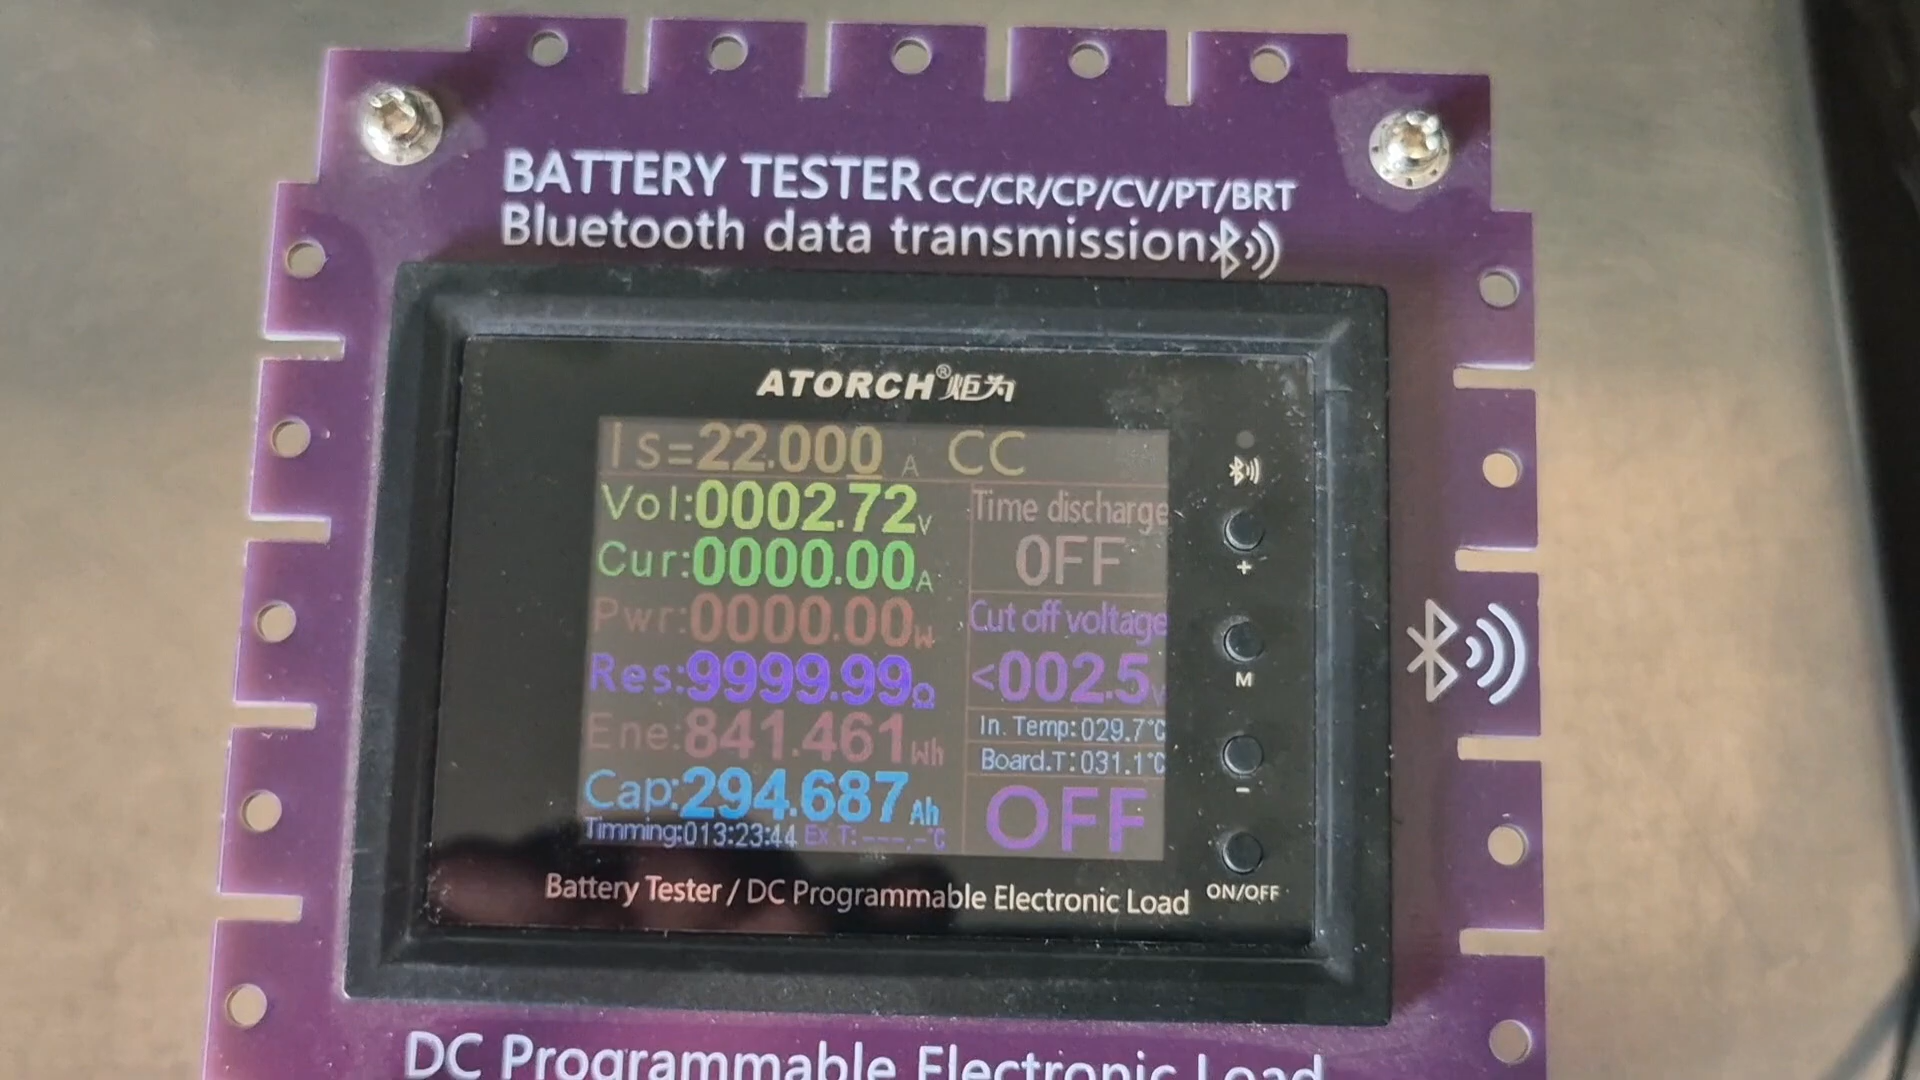 BATTERY TESTER CC/CR/CP/CV/PT/BRT
Bluetooth data transmission
ATORCH® 炬为
Is=22.000 A CC
Vol:0002.72V
Cur:0000.00A
Pwr:0000.00W
Res:9999.99Ω
Ene:841.461Wh
Cap:294.687Ah
Timming:013:23:44 Ex.T:---.-°C
Time discharge
OFF
Cut off voltage
<002.5V
In. Temp:029.7°C
Board.T:031.1°C
OFF
+
M
-
ON/OFF
Battery Tester / DC Programmable Electronic Load
DC Programmable Electronic Load